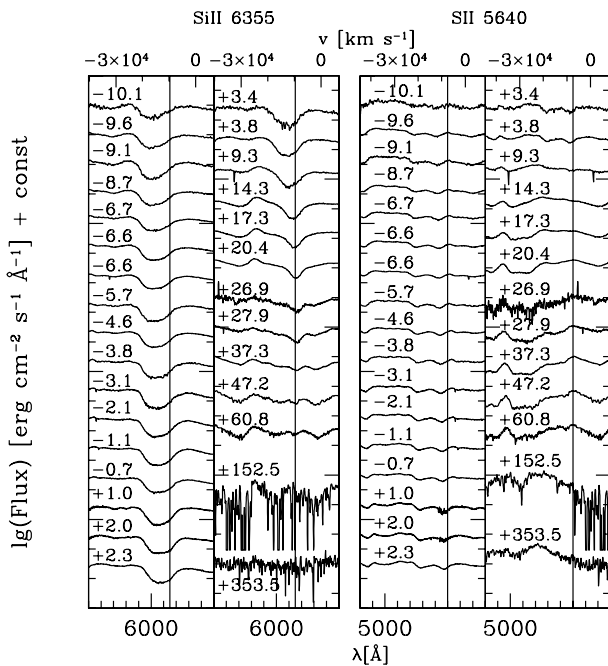 SiII 6355 SII 5640
v [km s⁻¹]
−3×10⁴ 0 −3×10⁴ 0 −3×10⁴ 0 −3×10⁴ 0
lg(Flux) [erg cm⁻² s⁻¹ Å⁻¹] + const
−10.1 +3.4 −10.1 +3.4
−9.6 +3.8 −9.6 +3.8
−9.1 +9.3 −9.1 +9.3
−8.7 +14.3 −8.7 +14.3
−6.7 +17.3 −6.7 +17.3
−6.6 +20.4 −6.6 +20.4
−6.6 +26.9 −6.6 +26.9
−5.7 +27.9 −5.7 +27.9
−4.6 +37.3 −4.6 +37.3
−3.8 +47.2 −3.8 +47.2
−3.1 +60.8 −3.1 +60.8
−2.1 −2.1
−1.1 +152.5 −1.1 +152.5
−0.7 −0.7
+1.0 +1.0
+2.0 +353.5 +2.0 +353.5
+2.3 +2.3
6000 6000 5000 5000
λ[Å]